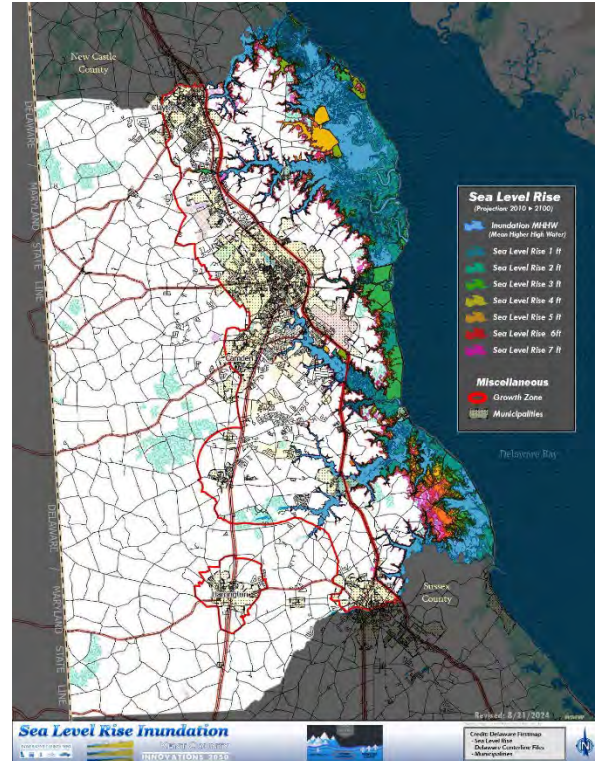 New Castle
County
DELAWARE / MARYLAND STATE LINE
Camden
Harrington
Sussex
County
Delaware Bay
DELAWARE / MARYLAND STATE LINE
Sea Level Rise
(Projection: 2010 ▸ 2100)
Inundation MHHW
(Mean Higher High Water)
Sea Level Rise 1 ft
Sea Level Rise 2 ft
Sea Level Rise 3 ft
Sea Level Rise 4 ft
Sea Level Rise 5 ft
Sea Level Rise 6ft
Sea Level Rise 7 ft
Miscellaneous
Growth Zone
Municipalities
Revised: 8/21/2024
Sea Level Rise Inundation
KENT COUNTY
INNOVATIONS 2050
Credit: Delaware Firstmap
- Sea Level Rise
- Delaware Centerline Files
- Municipalities
N